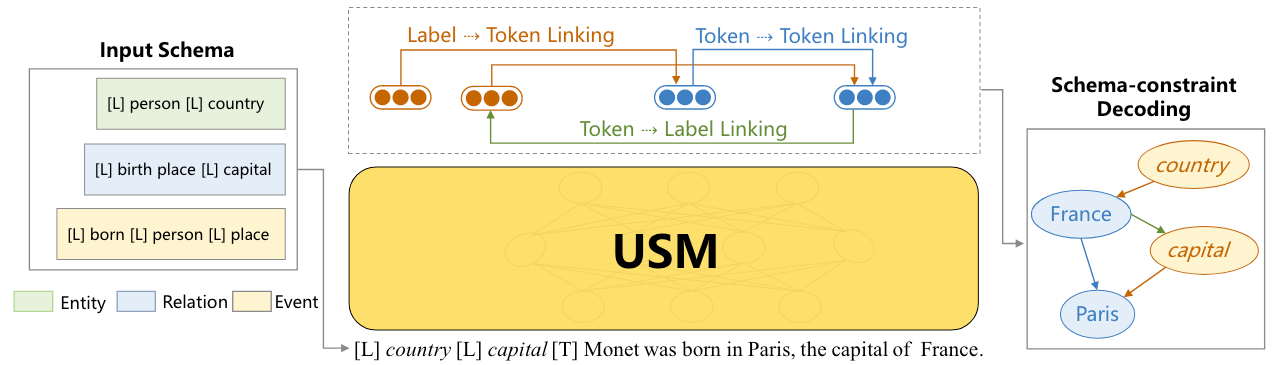 Input Schema
[L] person [L] country
[L] birth place [L] capital
[L] born [L] person [L] place
Entity
Relation
Event
Label ⇢ Token Linking
Token ⇢ Token Linking
Token ⇢ Label Linking
USM
[L] country [L] capital [T] Monet was born in Paris, the capital of France.
Schema-constraint
Decoding
country
France
capital
Paris